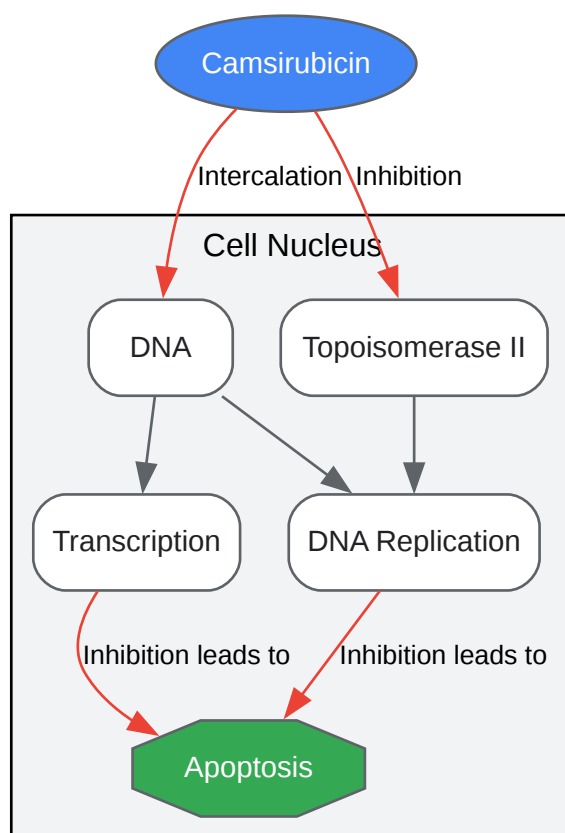 Camsirubicin
Intercalation
Inhibition
Cell Nucleus
DNA
Topoisomerase II
Transcription
DNA Replication
Inhibition leads to
Inhibition leads to
Apoptosis